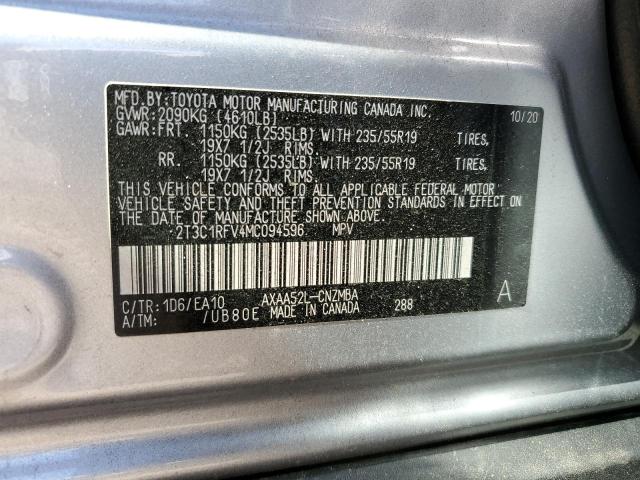 MFD.BY:TOYOTA MOTOR MANUFACTURING CANADA INC. 10/20
GVWR:2090KG (4610LB)
GAWR:FRT. 1150KG (2535LB) WITH 235/55R19 TIRES,
19X7 1/2J RIMS.
RR. 1150KG (2535LB) WITH 235/55R19 TIRES,
19X7 1/2J RIMS.
THIS VEHICLE CONFORMS TO ALL APPLICABLE FEDERAL MOTOR
VEHICLE SAFETY AND THEFT PREVENTION STANDARDS IN EFFECT ON
THE DATE OF MANUFACTURE SHOWN ABOVE.
2T3C1RFV4MC094596 MPV
C/TR:1D6/EA10 AXAA52L-CNZMBA A
A/TM: /UB80E MADE IN CANADA 288